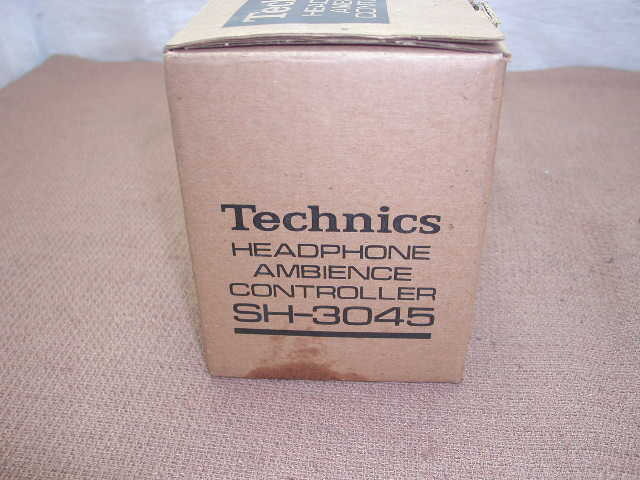 Technics
HEADPHONE
AMBIENCE
CONTROLLER
SH-3045